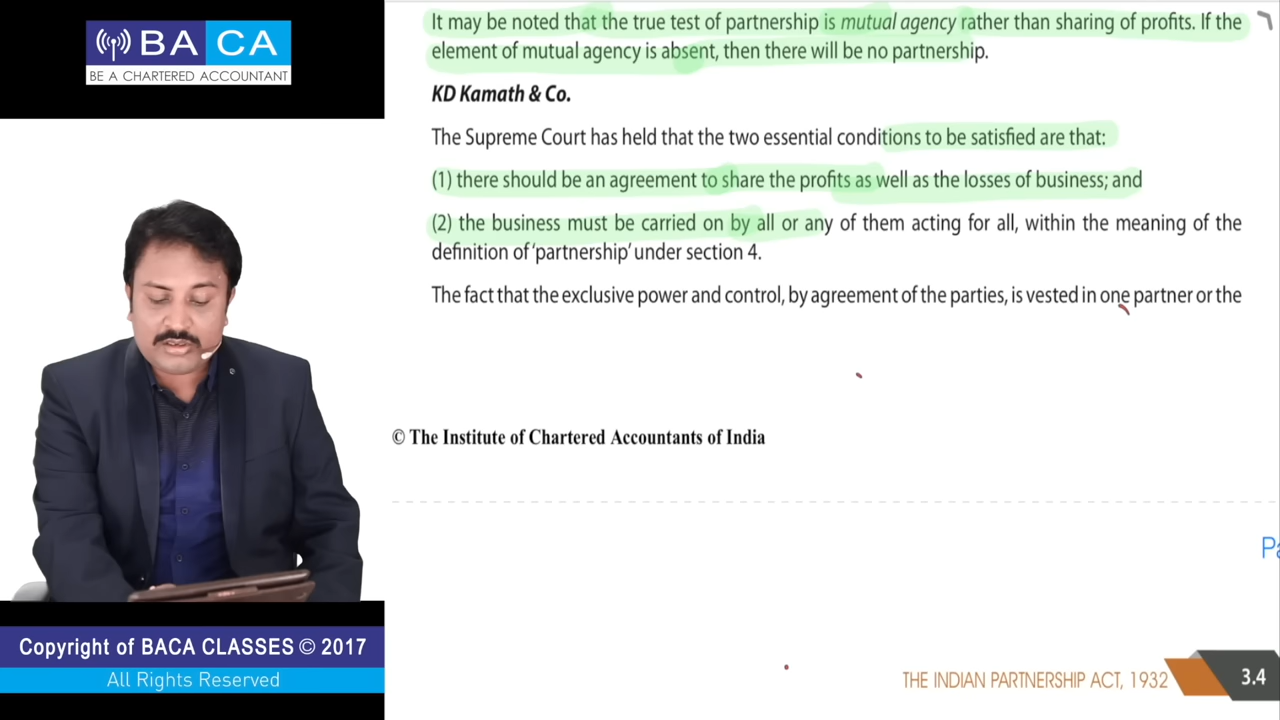 BA CA
BE A CHARTERED ACCOUNTANT
It may be noted that the true test of partnership is mutual agency rather than sharing of profits. If the
element of mutual agency is absent, then there will be no partnership.
KD Kamath & Co.
The Supreme Court has held that the two essential conditions to be satisfied are that:
(1) there should be an agreement to share the profits as well as the losses of business; and
(2) the business must be carried on by all or any of them acting for all, within the meaning of the
definition of 'partnership' under section 4.
The fact that the exclusive power and control, by agreement of the parties, is vested in one partner or the
© The Institute of Chartered Accountants of India
Copyright of BACA CLASSES © 2017
All Rights Reserved
THE INDIAN PARTNERSHIP ACT, 1932
3.4